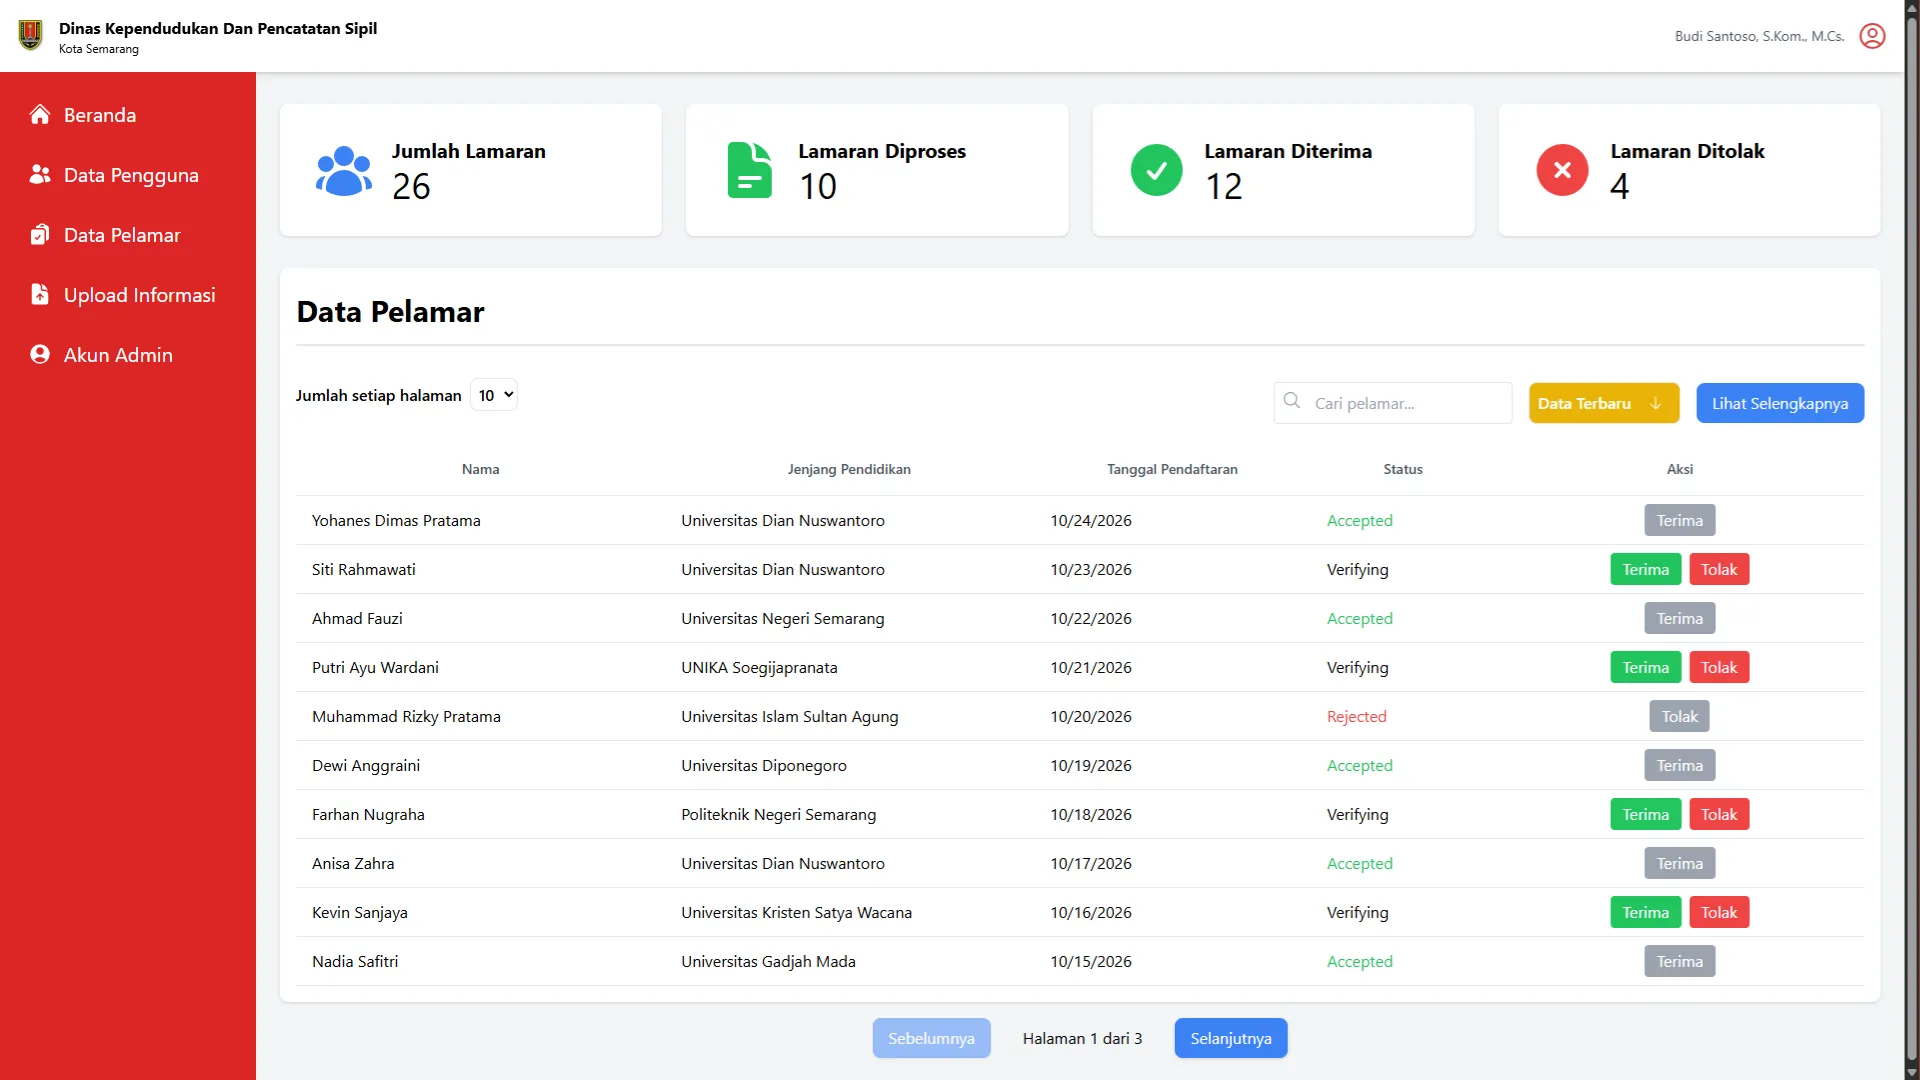 Dinas Kependudukan Dan Pencatatan Sipil
Kota Semarang
Budi Santoso, S.Kom., M.Cs.
Beranda
Data Pengguna
Data Pelamar
Upload Informasi
Akun Admin
Jumlah Lamaran
26
Lamaran Diproses
10
Lamaran Diterima
12
Lamaran Ditolak
4
Data Pelamar
Jumlah setiap halaman 10
Cari pelamar...
Data Terbaru ↓
Lihat Selengkapnya
Nama Jenjang Pendidikan Tanggal Pendaftaran Status Aksi
Yohanes Dimas Pratama Universitas Dian Nuswantoro 10/24/2026 Accepted Terima
Siti Rahmawati Universitas Dian Nuswantoro 10/23/2026 Verifying Terima Tolak
Ahmad Fauzi Universitas Negeri Semarang 10/22/2026 Accepted Terima
Putri Ayu Wardani UNIKA Soegijapranata 10/21/2026 Verifying Terima Tolak
Muhammad Rizky Pratama Universitas Islam Sultan Agung 10/20/2026 Rejected Tolak
Dewi Anggraini Universitas Diponegoro 10/19/2026 Accepted Terima
Farhan Nugraha Politeknik Negeri Semarang 10/18/2026 Verifying Terima Tolak
Anisa Zahra Universitas Dian Nuswantoro 10/17/2026 Accepted Terima
Kevin Sanjaya Universitas Kristen Satya Wacana 10/16/2026 Verifying Terima Tolak
Nadia Safitri Universitas Gadjah Mada 10/15/2026 Accepted Terima
Sebelumnya Halaman 1 dari 3 Selanjutnya